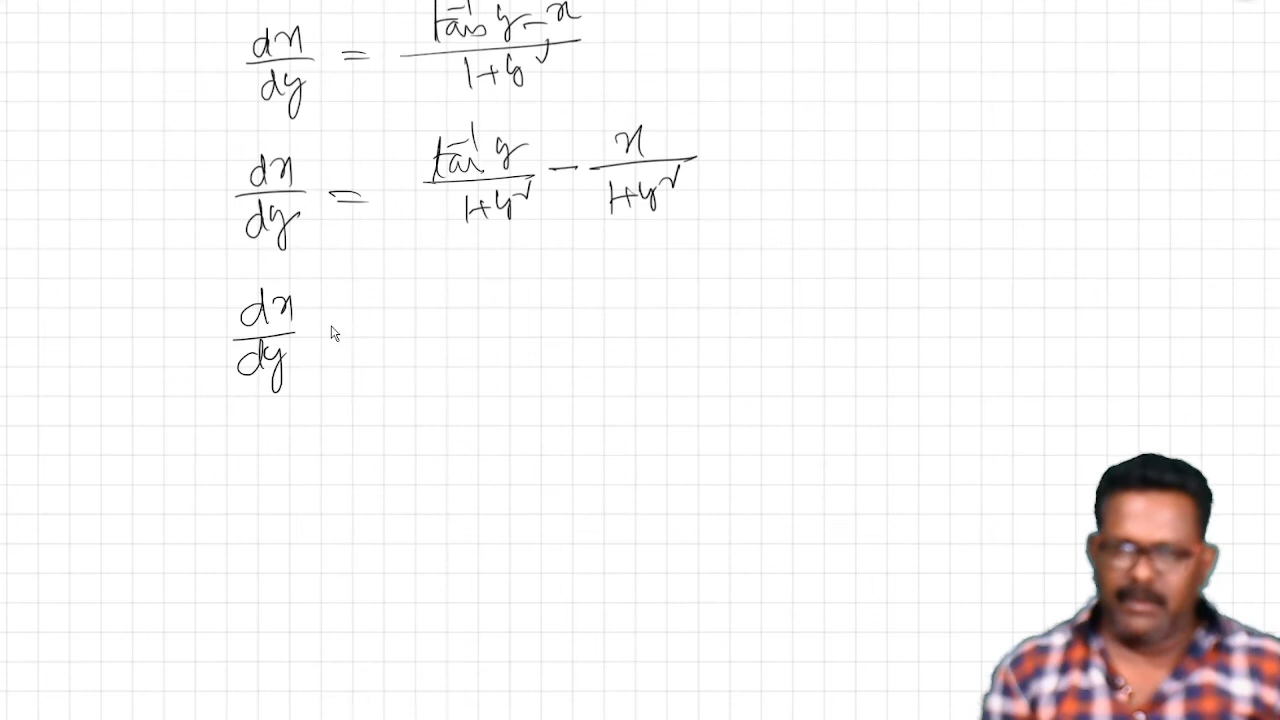 dx/dy = (tan⁻¹y − x)/(1+y²)
dx/dy = tan⁻¹y/(1+y²) − x/(1+y²)
dx/dy